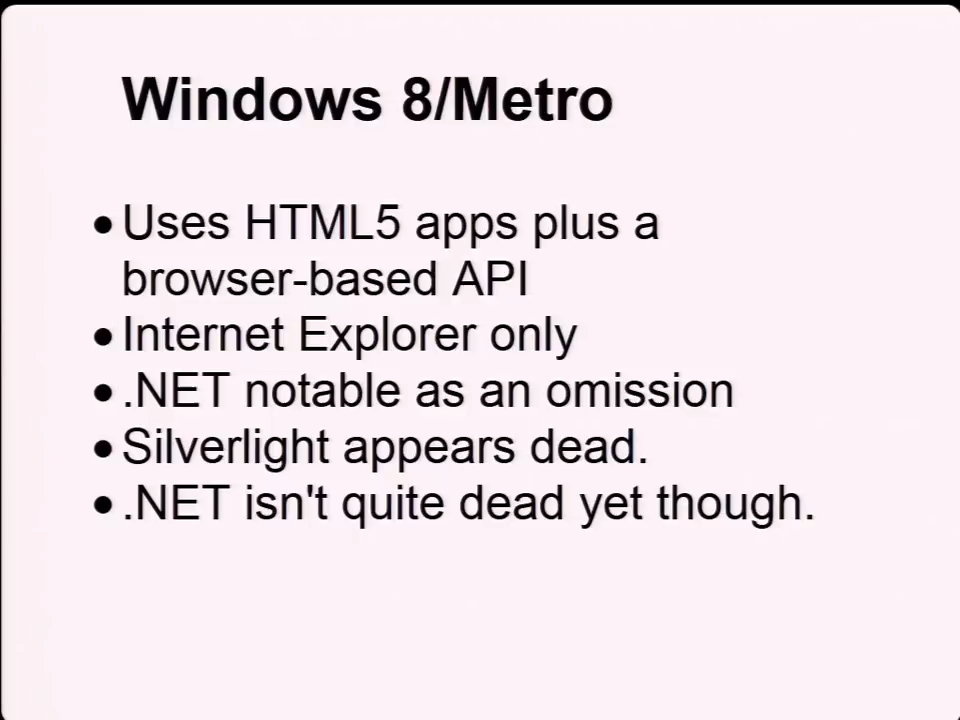 Windows 8/Metro
• Uses HTML5 apps plus a
browser-based API
• Internet Explorer only
• .NET notable as an omission
• Silverlight appears dead.
• .NET isn't quite dead yet though.